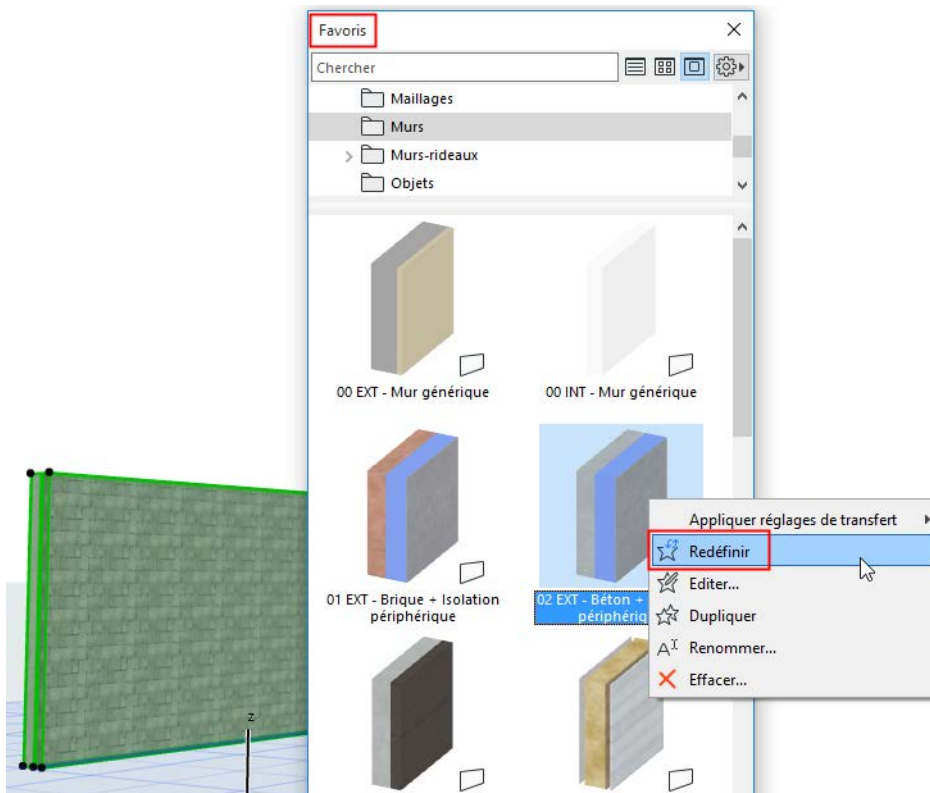 Favoris
Chercher
Maillages
Murs
Murs-rideaux
Objets
00 EXT - Mur générique
00 INT - Mur générique
01 EXT - Brique + Isolation
périphérique
02 EXT - Béton +
Appliquer réglages de transfert
Redéfinir
Editer...
Dupliquer
Renommer...
Effacer...
z